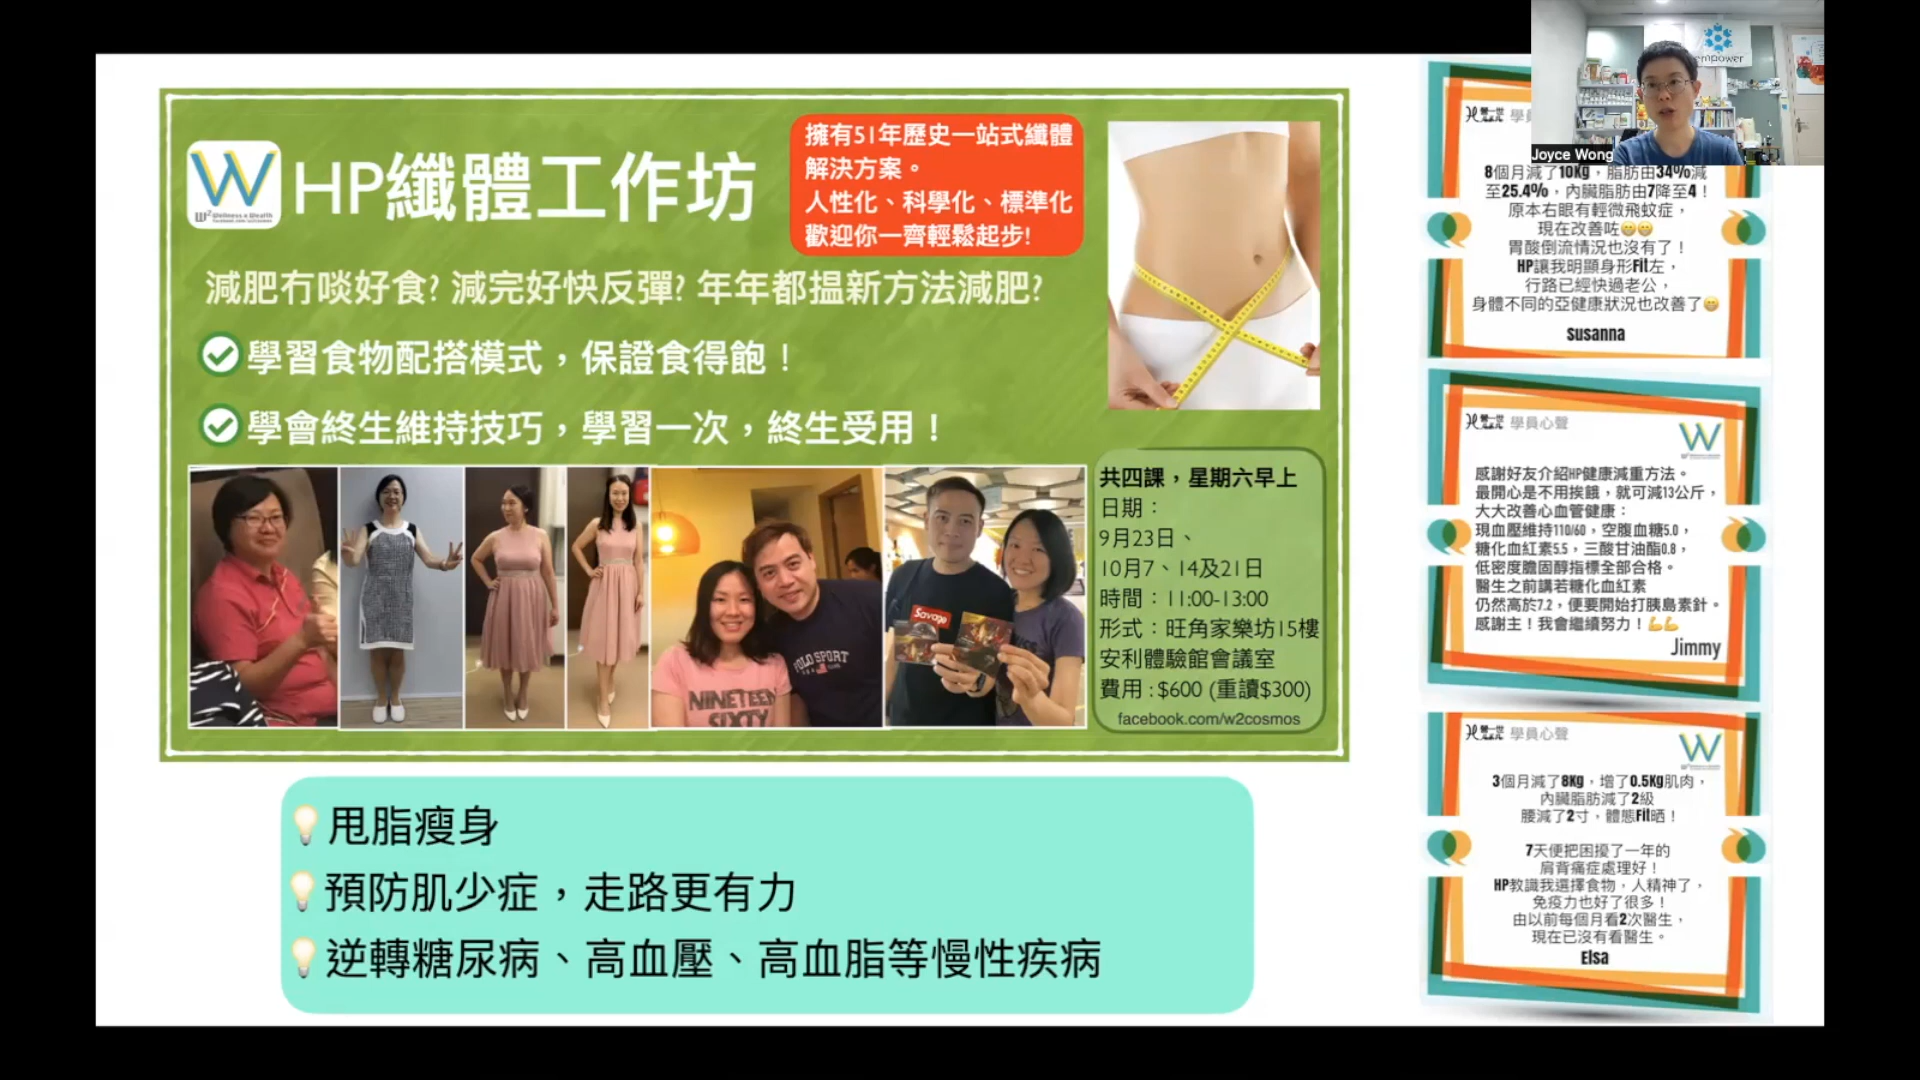 HP纖體工作坊
W² Wellness & Wealth
擁有51年歷史一站式纖體
解決方案。
人性化、科學化、標準化
歡迎你一齊輕鬆起步!
減肥冇啖好食? 減完好快反彈? 年年都揾新方法減肥?
學習食物配搭模式，保證食得飽！
學會終生維持技巧，學習一次，終生受用！
NINETEEN
SIXTY
POLO SPORT
Savage
共四課，星期六早上
日期：
9月23日、
10月7、14及21日
時間：11:00-13:00
形式：旺角家樂坊15樓
安利體驗館會議室
費用 : $600 (重讀$300)
facebook.com/w2cosmos
甩脂瘦身
預防肌少症，走路更有力
逆轉糖尿病、高血壓、高血脂等慢性疾病
empower
Joyce Wong
8個月減了10Kg，脂肪由34%減
至25.4%，內臟脂肪由7降至4！
原本右眼有輕微飛蚊症，
現在改善咗😁😁
胃酸倒流情況也沒有了！
HP讓我明顯身形Fit左，
行路已經快過老公，
身體不同的亞健康狀況也改善了😁
Susanna
學員心聲
感謝好友介紹HP健康減重方法。
最開心是不用挨餓，就可減13公斤，
大大改善心血管健康：
現血壓維持110/60，空腹血糖5.0，
糖化血紅素5.5，三酸甘油酯0.8，
低密度膽固醇指標全部合格。
醫生之前講若糖化血紅素
仍然高於7.2，便要開始打胰島素針。
感謝主！我會繼續努力！💪💪
Jimmy
學員心聲
3個月減了8Kg，增了0.5Kg肌肉，
內臟脂肪減了2級
腰減了2寸，體態Fit晒！
7天便把困擾了一年的
肩背痛症處理好！
HP教識我選擇食物，人精神了，
免疫力也好了很多！
由以前每個月看2次醫生，
現在已沒有看醫生。
Elsa